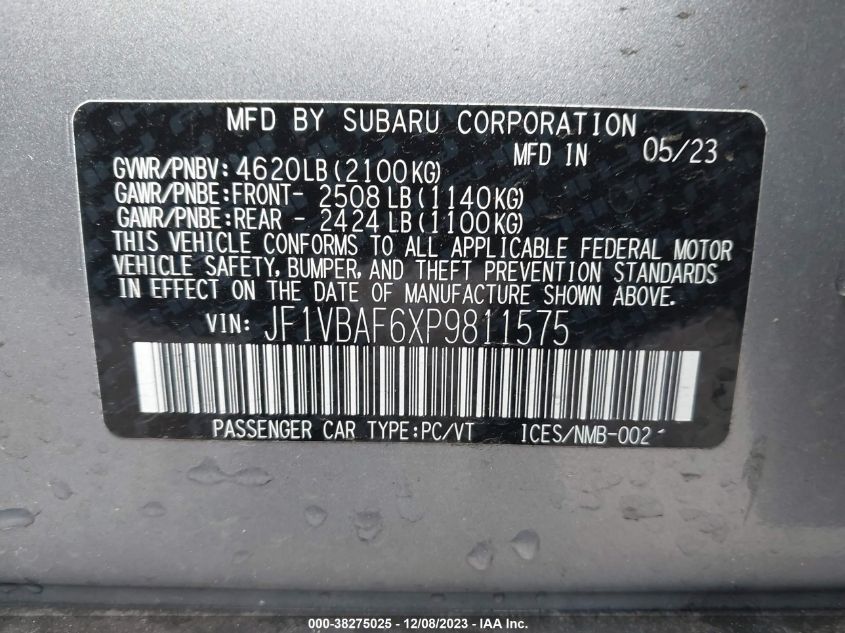 MFD BY SUBARU CORPORATION
MFD IN 05/23
GVWR/PNBV: 4620LB(2100KG)
GAWR/PNBE:FRONT- 2508 LB(1140KG)
GAWR/PNBE:REAR - 2424 LB(1100KG)
THIS VEHICLE CONFORMS TO ALL APPLICABLE FEDERAL MOTOR
VEHICLE SAFETY, BUMPER, AND THEFT PREVENTION STANDARDS
IN EFFECT ON THE DATE OF MANUFACTURE SHOWN ABOVE.
VIN: JF1VBAF6XP9811575
PASSENGER CAR TYPE:PC/VT ICES/NMB-002
000-38275025 - 12/08/2023 - © IAA, INC.